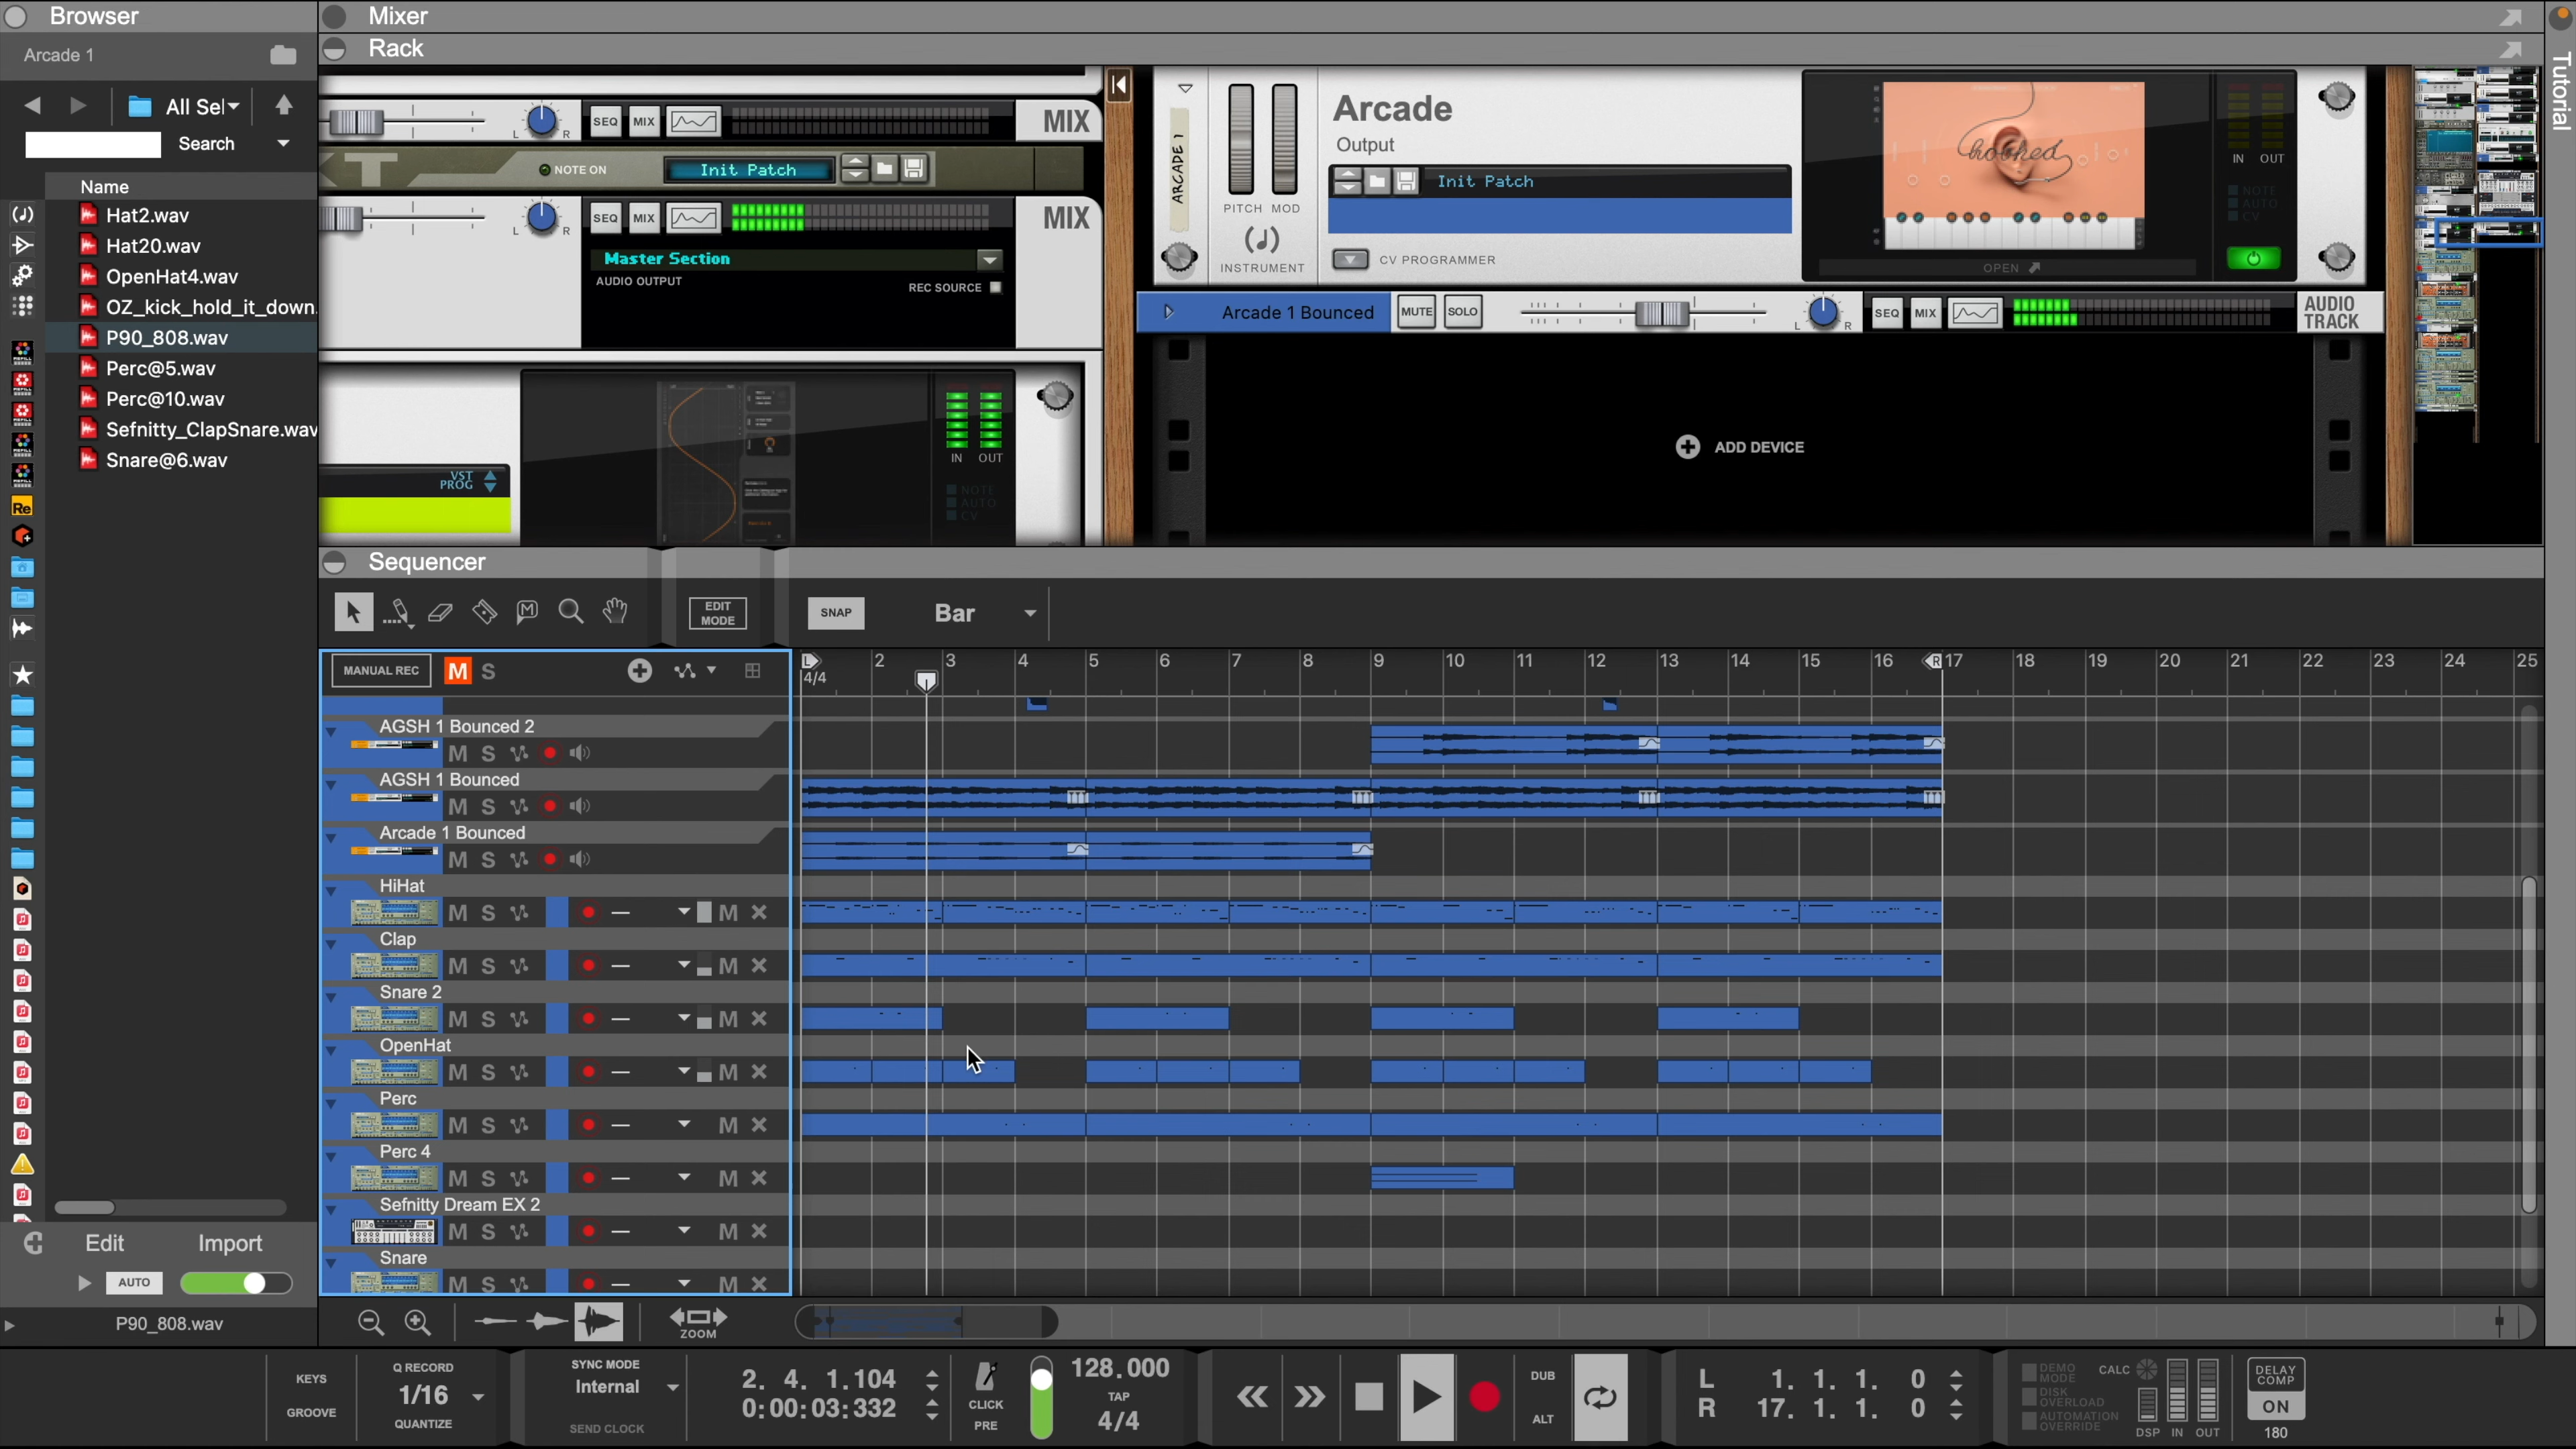 Browser
Arcade 1
All Sel
Search
Name
Hat2.wav
Hat20.wav
OpenHat4.wav
OZ_kick_hold_it_down.
P90_808.wav
Perc@5.wav
Perc@10.wav
Sefnitty_ClapSnare.wav
Snare@6.wav
Re
Edit Import
AUTO
P90_808.wav
Mixer
Rack
L R SEQ MIX MIX
NOTE ON Init Patch
L R SEQ MIX MIX
Master Section
AUDIO OUTPUT
REC SOURCE
VST
PROG
IN OUT
NOTE
AUTO
CV
ARCADE 1
PITCH MOD
INSTRUMENT
Arcade
Output
Init Patch
CV PROGRAMMER
hooked
OPEN
IN OUT
NOTE
AUTO
CV
Arcade 1 Bounced MUTE SOLO L R SEQ MIX AUDIO
TRACK
ADD DEVICE
Tutorial
Sequencer
EDIT
MODE
SNAP Bar
MANUAL REC M S
L 2 3 4 5 6 7 8 9 10 11 12 13 14 15 16 R 17 18 19 20 21 22 23 24 25
4/4
AGSH 1 Bounced 2
M S
AGSH 1 Bounced
M S
Arcade 1 Bounced
M S
HiHat
M S M
Clap
M S M
Snare 2
M S M
OpenHat
M S M
Perc
M S M
Perc 4
M S M
Sefnitty Dream EX 2
M S M
Snare
M S M
ZOOM
KEYS
GROOVE
Q RECORD
1/16
QUANTIZE
SYNC MODE
Internal
SEND CLOCK
2. 4. 1.104
0:00:03:332
CLICK
PRE
128.000
TAP
4/4
DUB
ALT
L 1. 1. 1. 0
R 17. 1. 1. 0
DEMO
MODE
DISK
OVERLOAD
AUTOMATION
OVERRIDE
CALC
DSP IN OUT
DELAY
COMP
ON
180